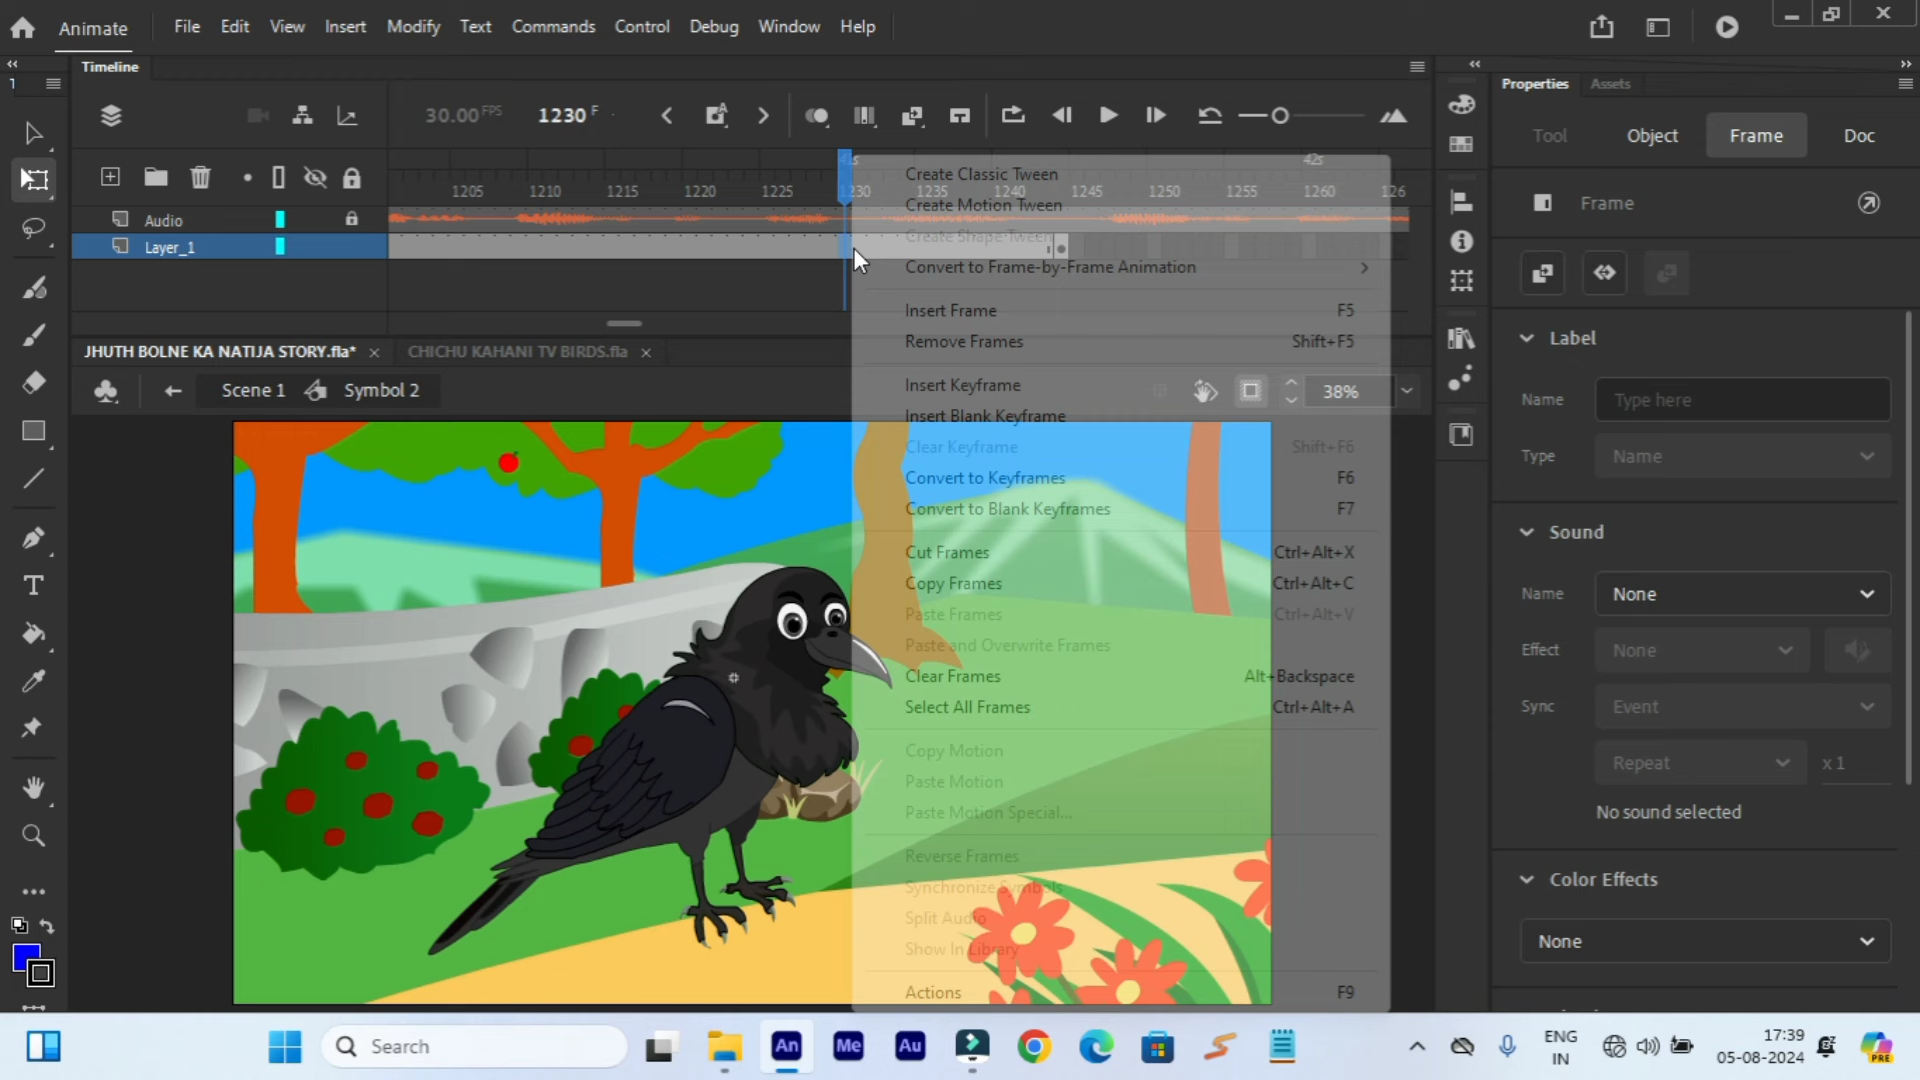 Animate File Edit View Insert Modify Text Commands Control Debug Window Help
Timeline
1
30.00 FPS 1230 F
41s 42s
1205 1210 1215 1220 1225 1230 1235 1240 1245 1250 1255 1260 126
Audio
Layer_1
JHUTH BOLNE KA NATIJA STORY.fla* × CHICHU KAHANI TV BIRDS.fla ×
Scene 1 Symbol 2 38%
Create Classic Tween
Create Motion Tween
Create Shape Tween
Convert to Frame-by-Frame Animation >
Insert Frame F5
Remove Frames Shift+F5
Insert Keyframe
Insert Blank Keyframe
Clear Keyframe Shift+F6
Convert to Keyframes F6
Convert to Blank Keyframes F7
Cut Frames Ctrl+Alt+X
Copy Frames Ctrl+Alt+C
Paste Frames Ctrl+Alt+V
Paste and Overwrite Frames
Clear Frames Alt+Backspace
Select All Frames Ctrl+Alt+A
Copy Motion
Paste Motion
Paste Motion Special...
Reverse Frames
Synchronize Symbols
Split Audio
Show In Library
Actions F9
Properties Assets
Tool Object Frame Doc
Frame
Label
Name Type here
Type Name
Sound
Name None
Effect None
Sync Event
Repeat x 1
No sound selected
Color Effects
None
Search
An Me Au
ENG
IN
17:39
05-08-2024
PRE